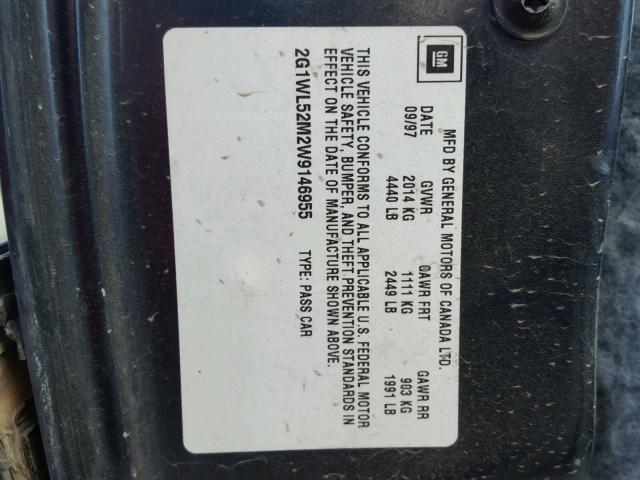 GM
MFD BY GENERAL MOTORS OF CANADA LTD.
DATE GVWR GAWR FRT GAWR RR
09/97 2014 KG 1111 KG 903 KG
4440 LB 2449 LB 1991 LB
THIS VEHICLE CONFORMS TO ALL APPLICABLE U.S. FEDERAL MOTOR
VEHICLE SAFETY, BUMPER, AND THEFT PREVENTION STANDARDS IN
EFFECT ON THE DATE OF MANUFACTURE SHOWN ABOVE.
2G1WL52M2W9146955 TYPE: PASS CAR